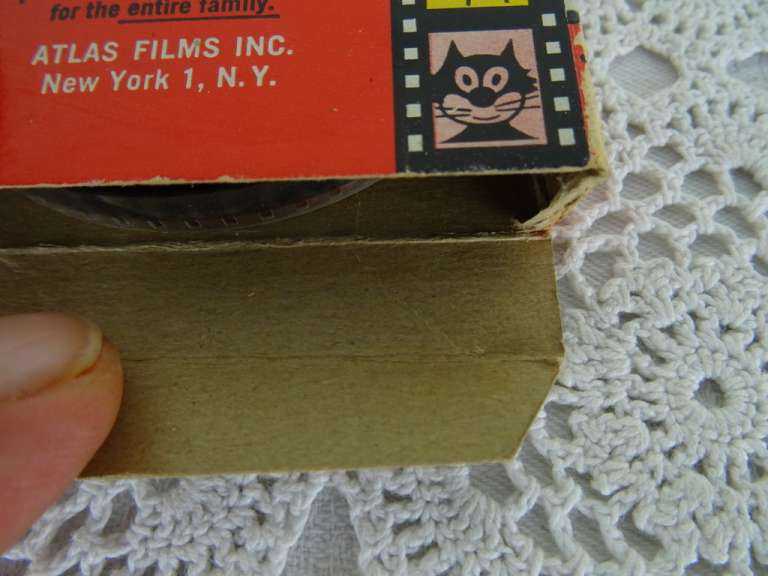 for the entire family.
ATLAS FILMS INC.
New York 1, N.Y.